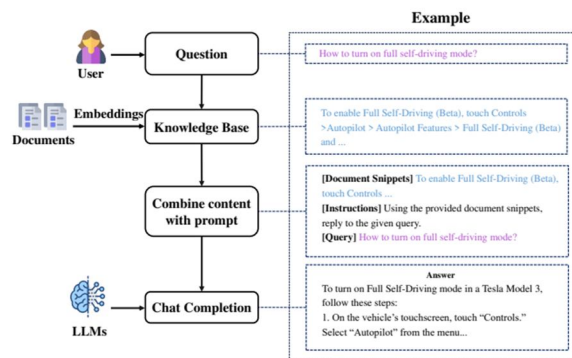 Example
User
Question
How to turn on full self-driving mode?
Documents
Embeddings
Knowledge Base
To enable Full Self-Driving (Beta), touch Controls
>Autopilot > Autopilot Features > Full Self-Driving (Beta)
and ...
Combine content
with prompt
[Document Snippets] To enable Full Self-Driving (Beta),
touch Controls ...
[Instructions] Using the provided document snippets,
reply to the given query.
[Query] How to turn on full self-driving mode?
LLMs
Chat Completion
Answer
To turn on Full Self-Driving mode in a Tesla Model 3,
follow these steps:
1. On the vehicle's touchscreen, touch “Controls.”
Select “Autopilot” from the menu...